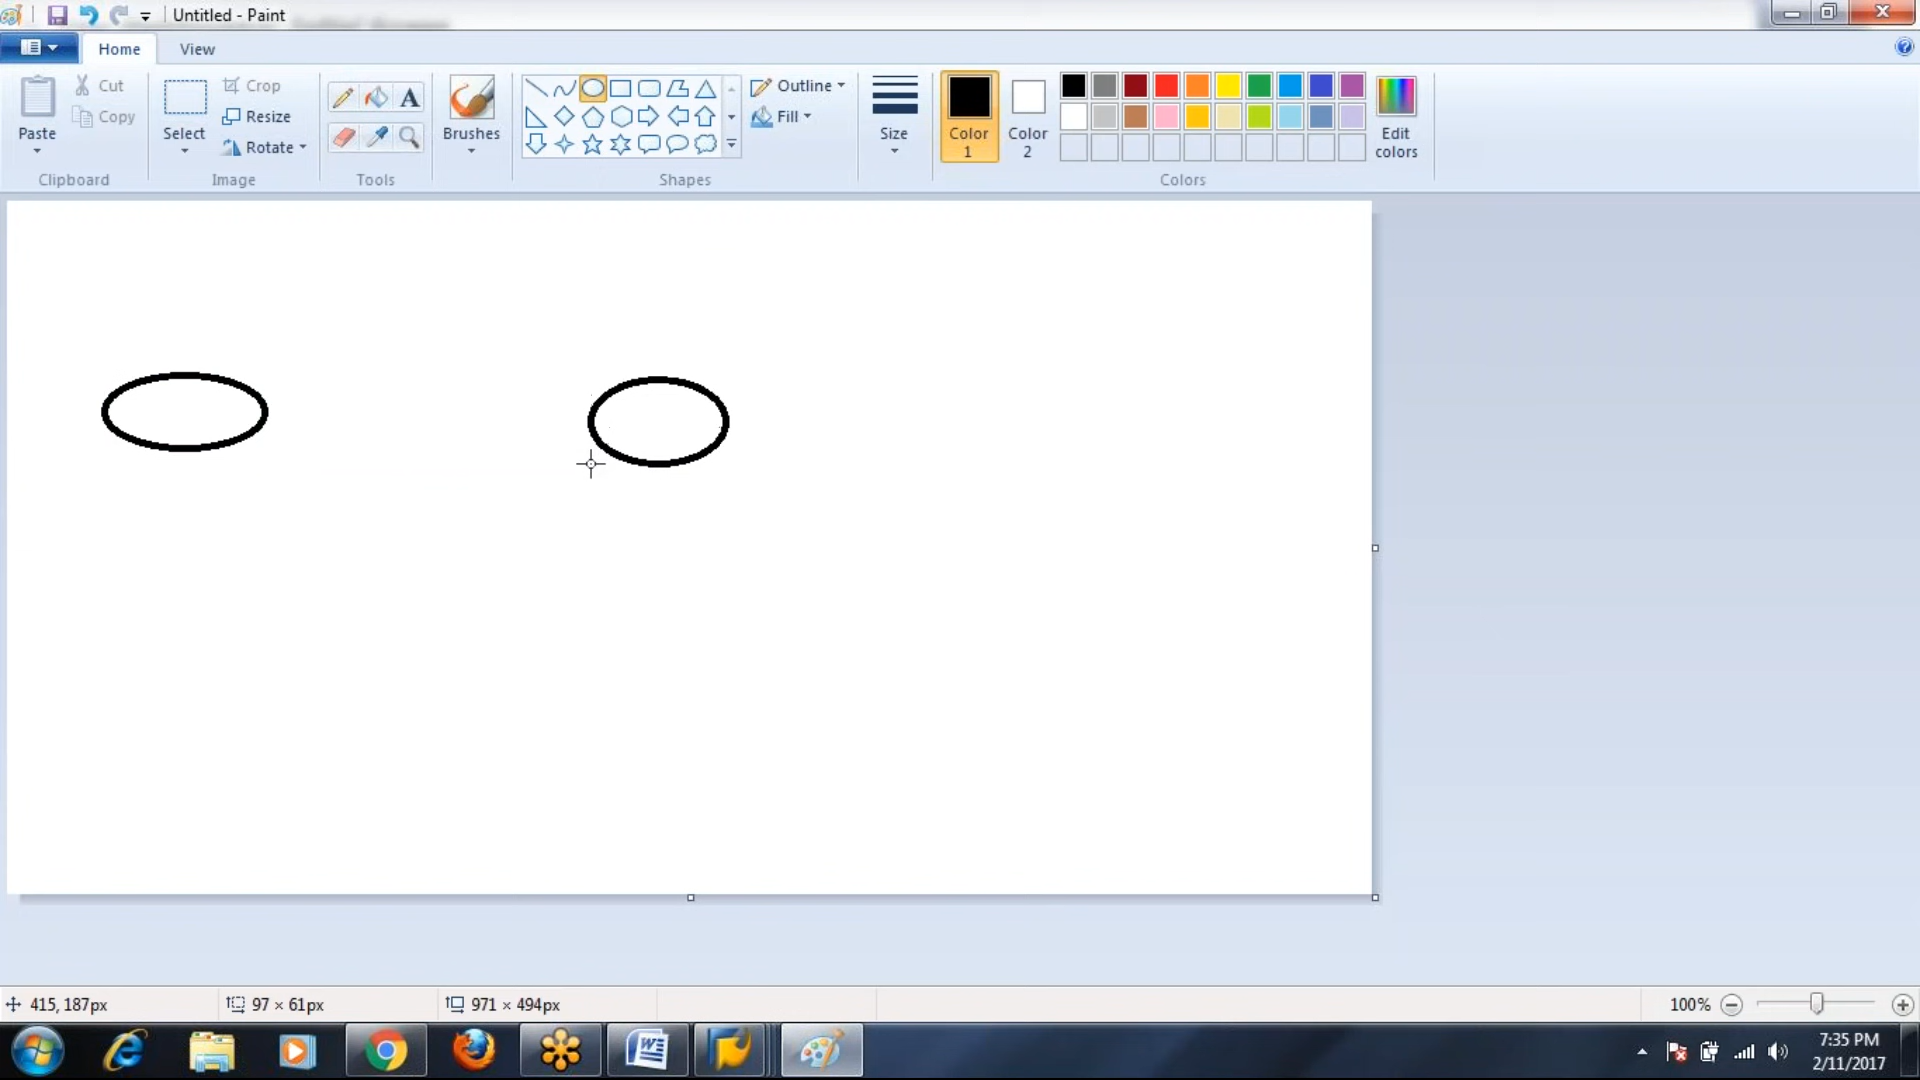 Untitled - Paint
Home View
Paste
Cut
Copy
Clipboard
Select
Crop
Resize
Rotate
Image
A
Tools
Brushes
Shapes
Outline
Fill
Size
Color 1
Color 2
Edit colors
Colors
415, 187px
97 × 61px
971 × 494px
100%
7:35 PM
2/11/2017